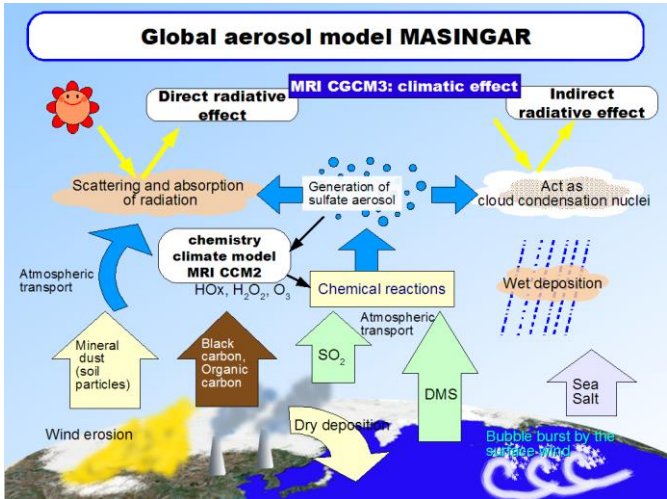 Global aerosol model MASINGAR
MRI CGCM3: climatic effect
Direct radiative
effect
Indirect
radiative effect
Scattering and absorption
of radiation
Generation of
sulfate aerosol
Act as
cloud condensation nuclei
chemistry
climate model
MRI CCM2
HOx, H₂O₂, O₃
Chemical reactions
Atmospheric
transport
Atmospheric
transport
Wet deposition
Mineral
dust
(soil
particles)
Black
carbon,
Organic
carbon
SO₂
DMS
Sea
Salt
Wind erosion
Dry deposition
Bubble burst by the
surface wind